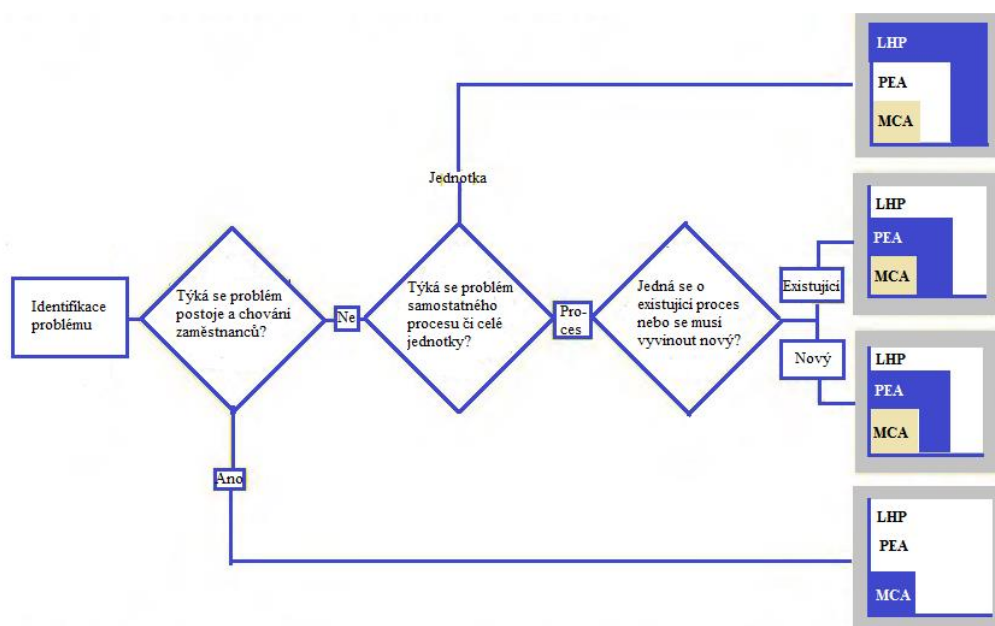 LHP
PEA
MCA
Jednotka
LHP
PEA
MCA
Identifikace
problému
Týká se problém
postoje a chování
zaměstnanců?
Ne
Týká se problém
samostatného
procesu či celé
jednotky?
Pro-
ces
Jedná se o
existující proces
nebo se musí
vyvinout nový?
Existující
Nový
LHP
PEA
MCA
Ano
LHP
PEA
MCA